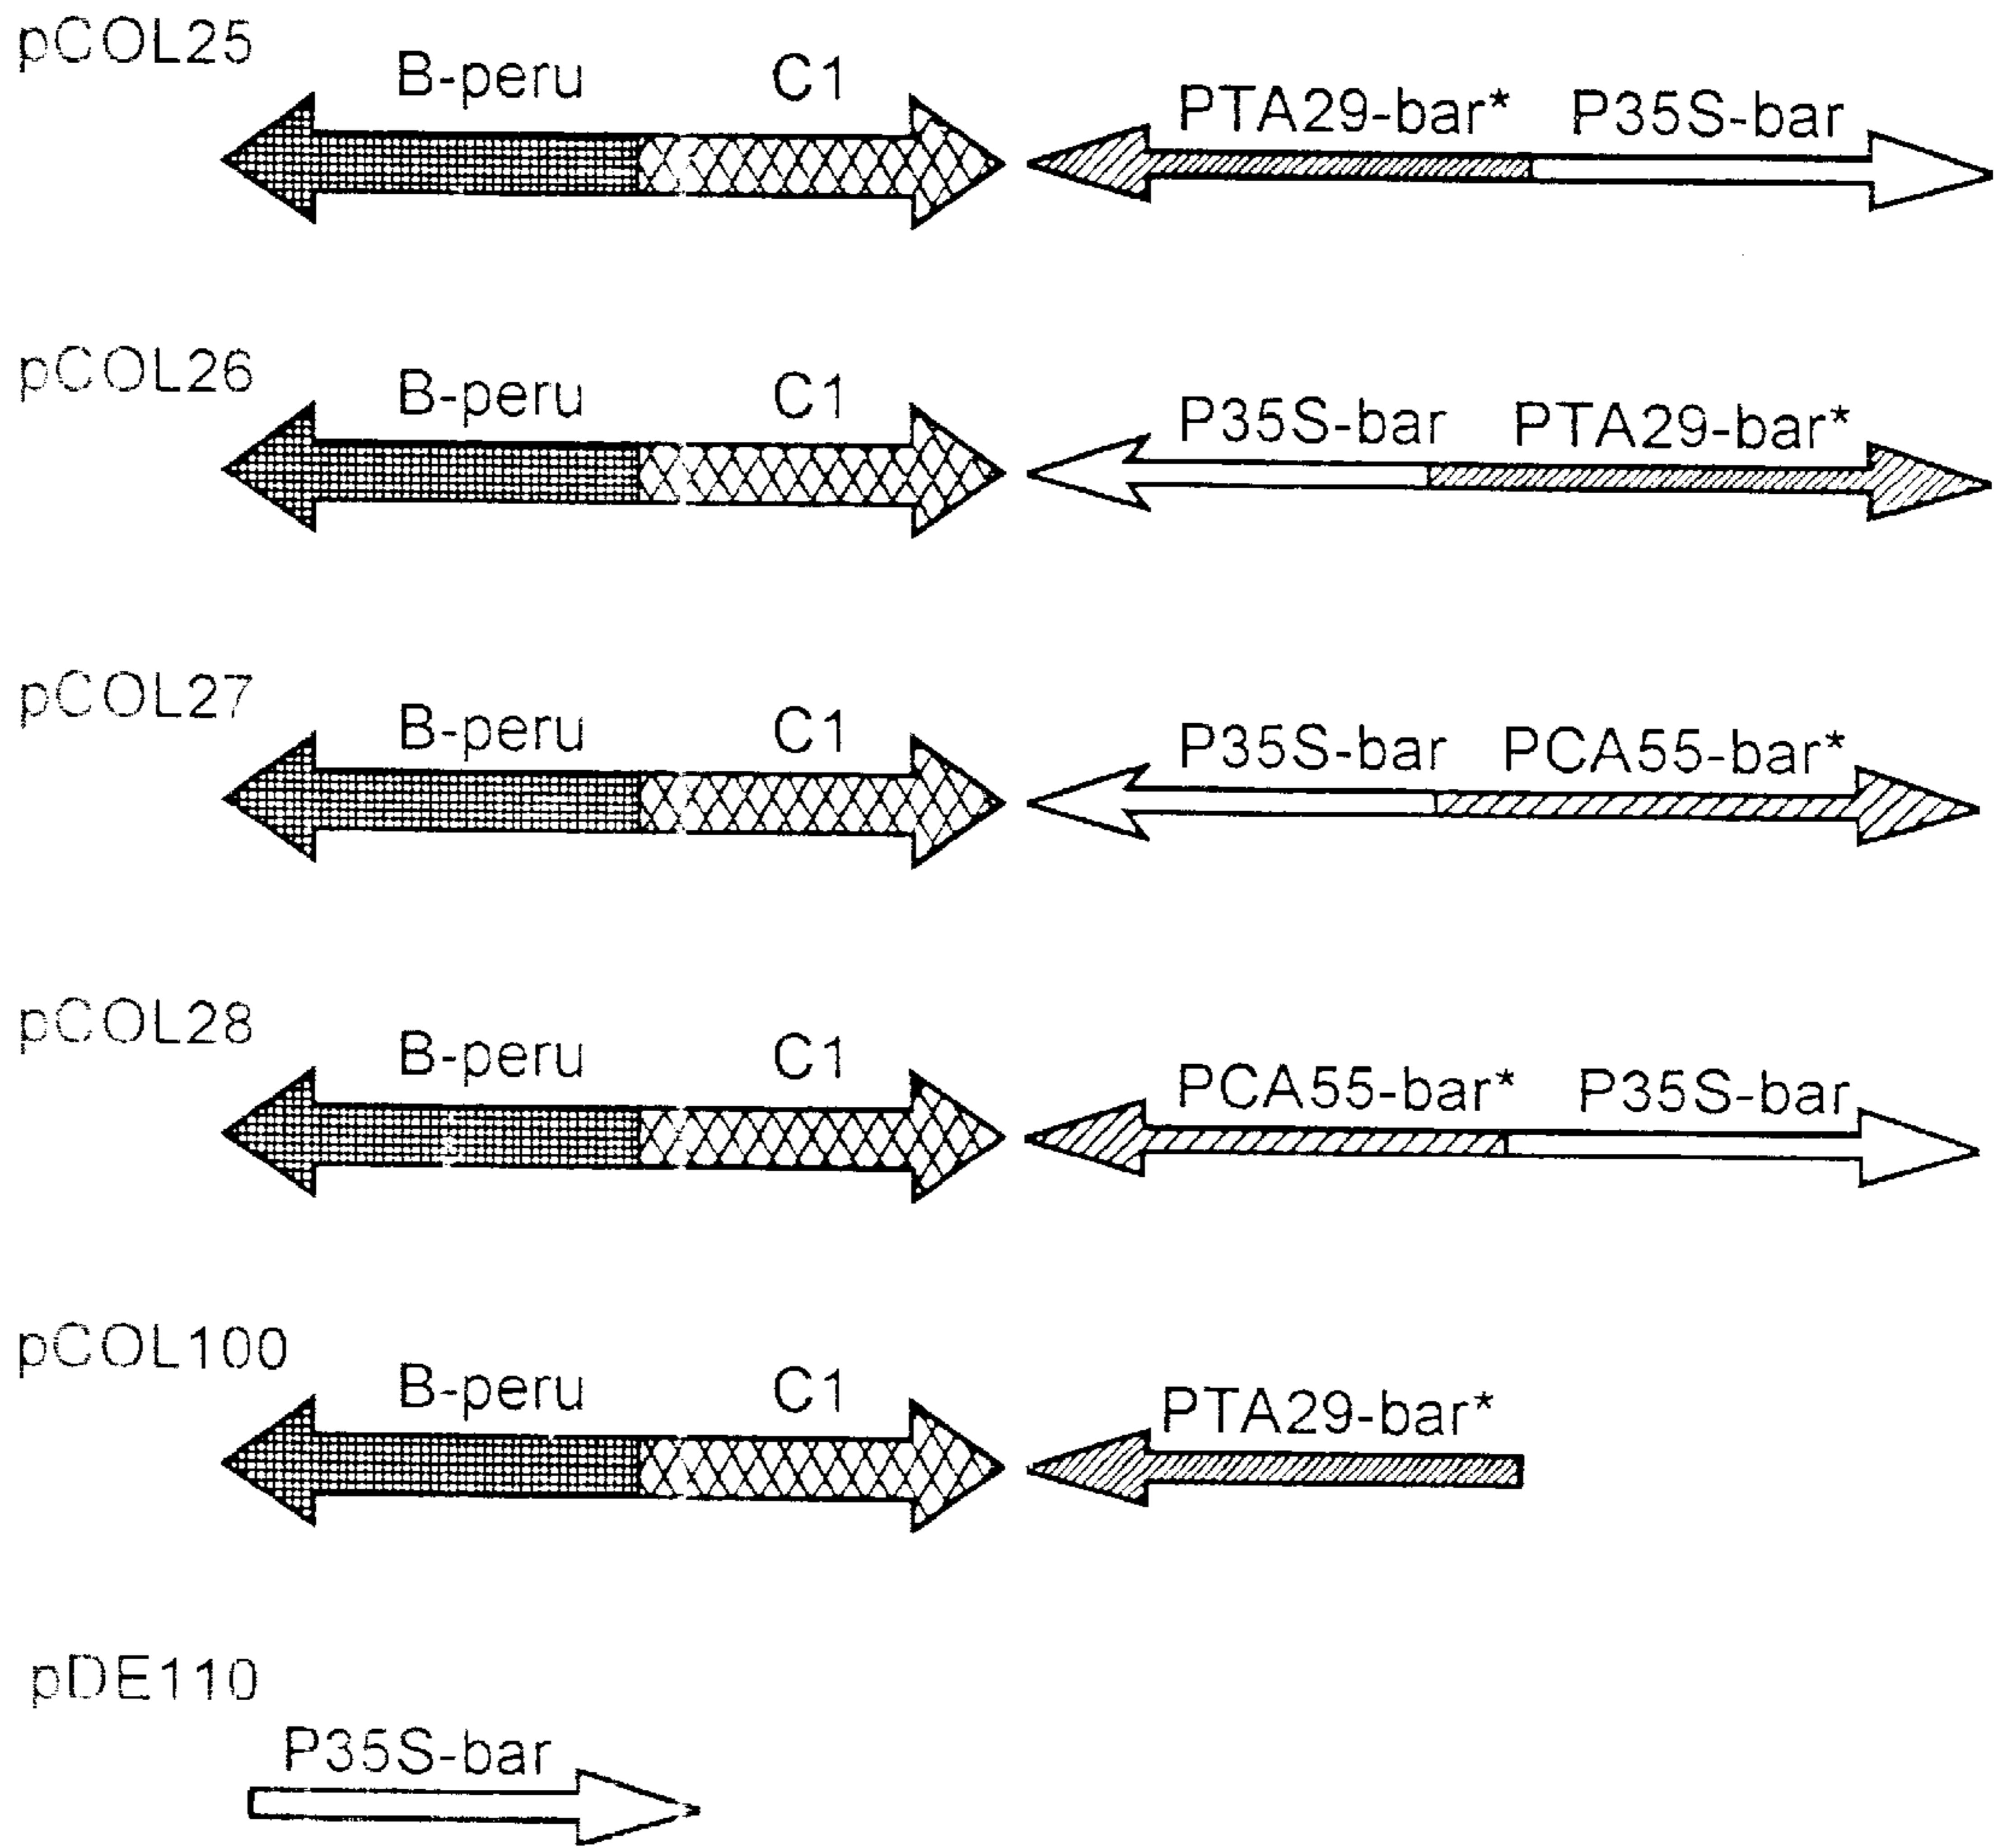 pCOL25
B-peru C1 PTA29-bar* P35S-bar
pCOL26
B-peru C1 P35S-bar PTA29-bar*
pCOL27
B-peru C1 P35S-bar PCA55-bar*
pCOL28
B-peru C1 PCA55-bar* P35S-bar
pCOL100
B-peru C1 PTA29-bar*
pDE110
P35S-bar